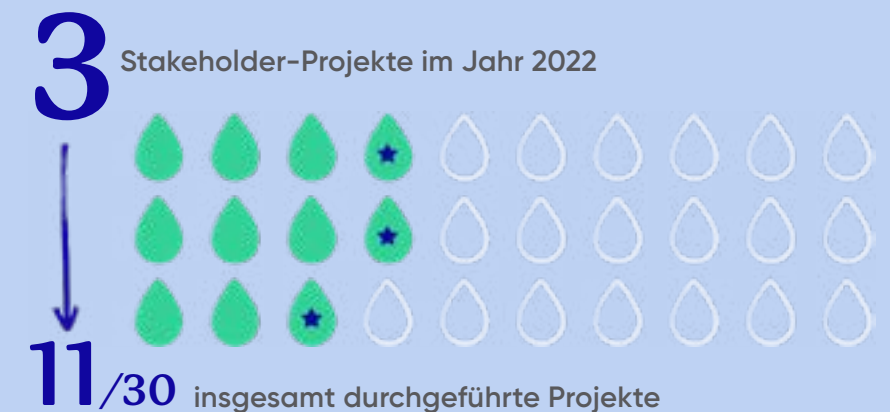 3 Stakeholder-Projekte im Jahr 2022
11/30 insgesamt durchgeführte Projekte